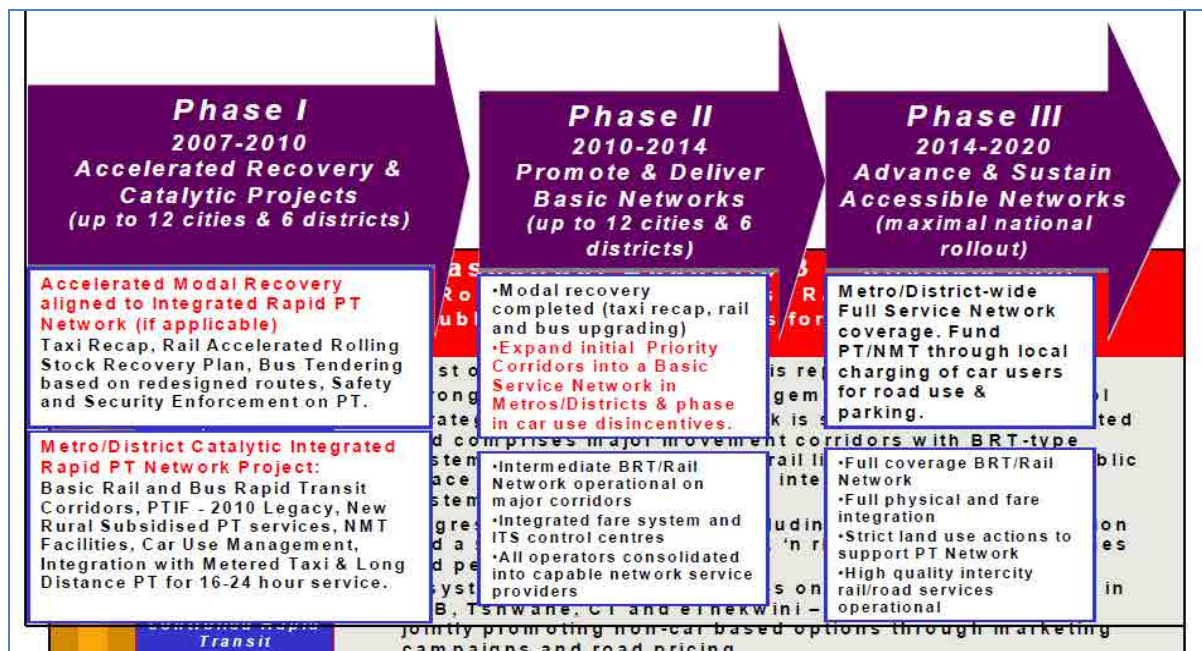 Phase I
2007-2010
Accelerated Recovery &
Catalytic Projects
(up to 12 cities & 6 districts)
Accelerated Modal Recovery
aligned to Integrated Rapid PT
Network (if applicable)
Taxi Recap, Rail Accelerated Rolling
Stock Recovery Plan, Bus Tendering
based on redesigned routes, Safety
and Security Enforcement on PT.
Metro/District Catalytic Integrated
Rapid PT Network Project:
Basic Rail and Bus Rapid Transit
Corridors, PTIF - 2010 Legacy, New
Rural Subsidised PT services, NMT
Facilities, Car Use Management,
Integration with Metered Taxi & Long
Distance PT for 16-24 hour service.
Phase II
2010-2014
Promote & Deliver
Basic Networks
(up to 12 cities & 6
districts)
•Modal recovery
completed (taxi recap, rail
and bus upgrading)
•Expand initial Priority
Corridors into a Basic
Service Network in
Metros/Districts & phase
in car use disincentives.
•Intermediate BRT/Rail
Network operational on
major corridors
•Integrated fare system and
ITS control centres
•All operators consolidated
into capable network service
providers
Phase III
2014-2020
Advance & Sustain
Accessible Networks
(maximal national
rollout)
Metro/District-wide
Full Service Network
coverage. Fund
PT/NMT through local
charging of car users
for road use &
parking.
•Full coverage BRT/Rail
Network
•Full physical and fare
integration
•Strict land use actions to
support PT Network
•High quality intercity
rail/road services
operational
comprises major movement corridors with BRT-type
Tshwane, CT and eThekwini –
jointly promoting non-car based options through marketing
campaigns and road pricing
Transit